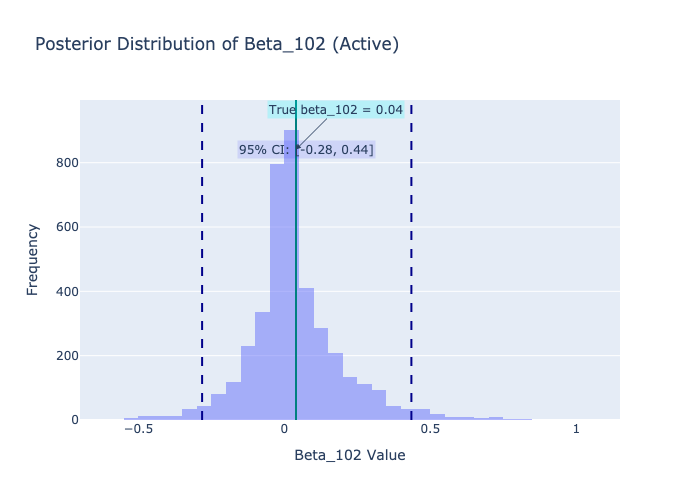 Posterior Distribution of Beta_102 (Active)
True beta_102 = 0.04
95% CI: [-0.28, 0.44]
800
600
400
200
0
Frequency
−0.5
0
0.5
1
Beta_102 Value